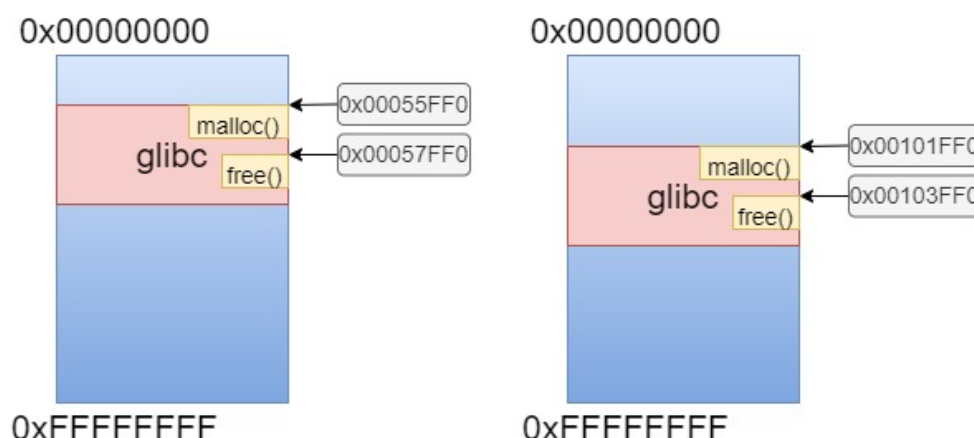 0x00000000
0x00055FF0
malloc()
glibc
0x00057FF0
free()
0xFFFFFFFF
0x00000000
0x00101FF0
malloc()
glibc
0x00103FF0
free()
0xFFFFFFFF